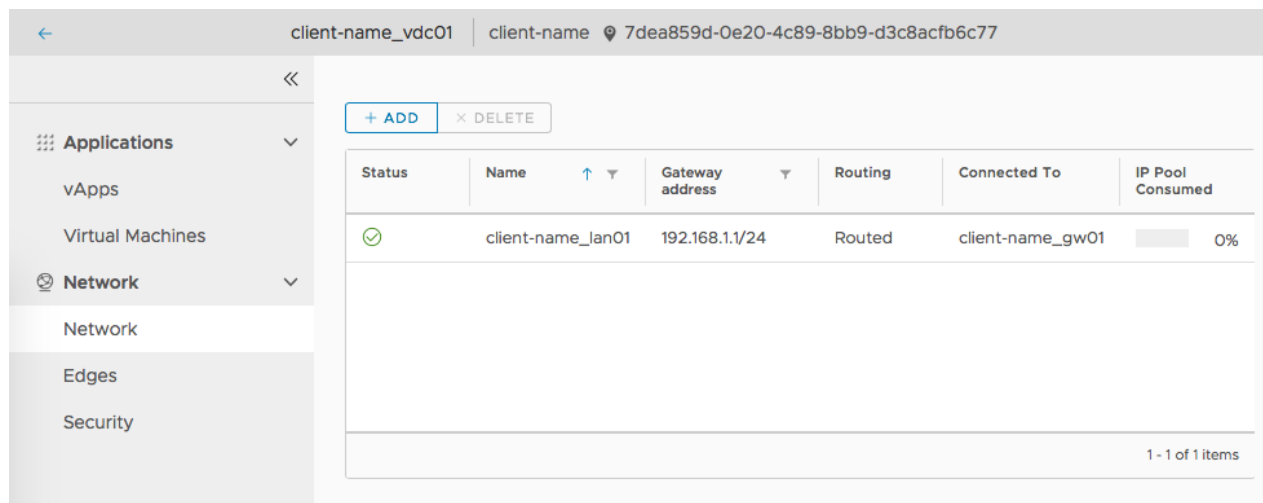 client-name_vdc01 client-name 7dea859d-0e20-4c89-8bb9-d3c8acfb6c77
Applications
vApps
Virtual Machines
Network
Network
Edges
Security
+ ADD × DELETE
Status Name Gateway address Routing Connected To IP Pool Consumed
client-name_lan01 192.168.1.1/24 Routed client-name_gw01 0%
1 - 1 of 1 items